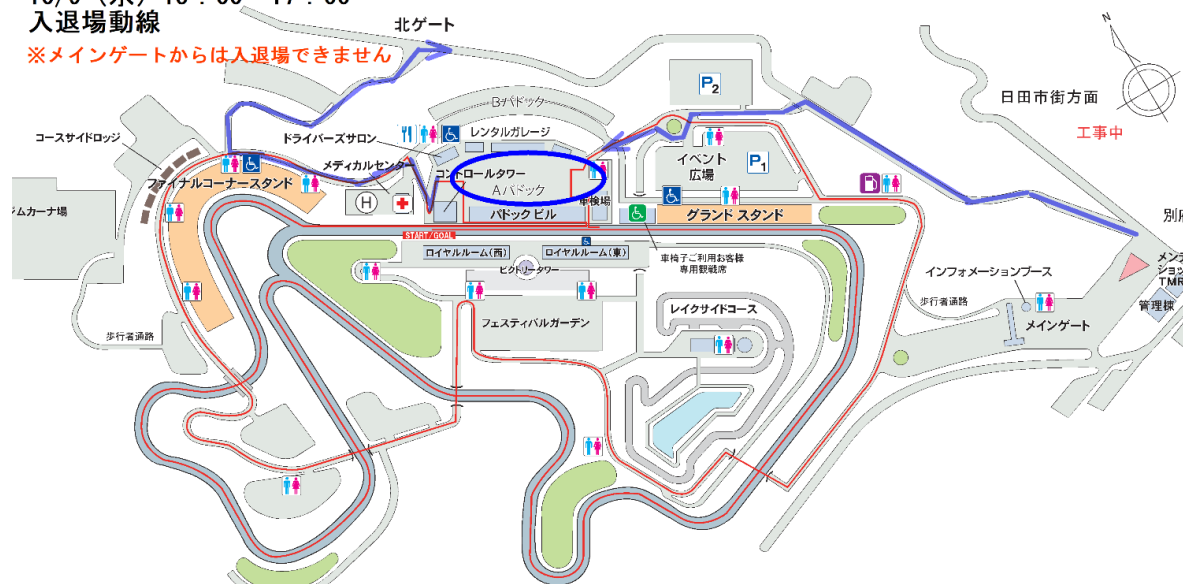 入退場動線
※メインゲートからは入退場できません
北ゲート
N
日田市街方面
工事中
P2
Bパドック
コースサイドロッジ
ドライバーズサロン
レンタルガレージ
メディカルセンター
コントロールタワー
イベント
広場
P1
ファイナルコーナースタンド
Aパドック
H
車検場
パドック ビル
グランド スタンド
START/GOAL
ロイヤルルーム(西)
ロイヤルルーム(東)
車椅子ご利用お客様
専用観戦席
ビクトリータワー
インフォメーションブース
歩行者通路
メインゲート
TMR
管理棟
レイクサイドコース
フェスティバルガーデン
歩行者通路